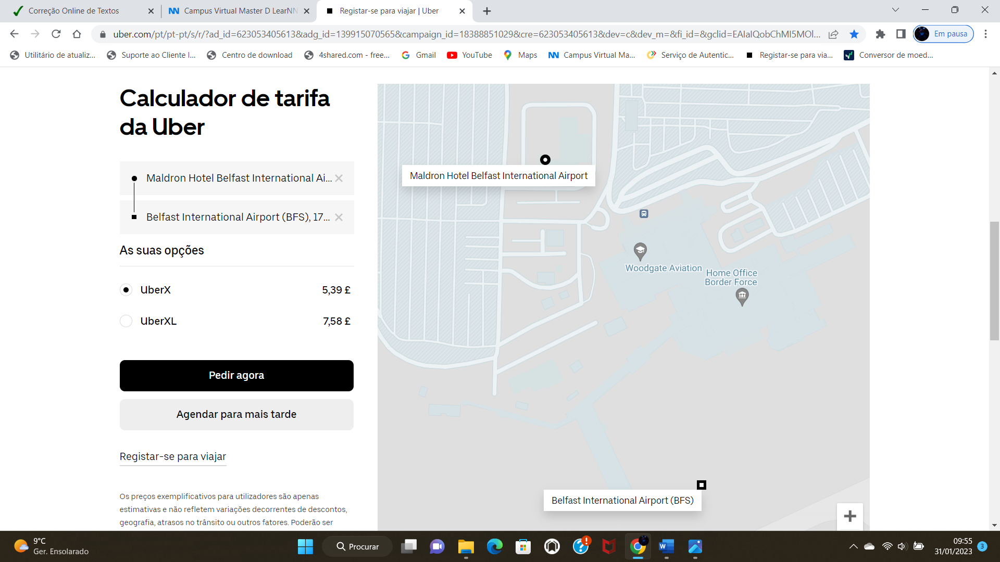 Correção Online de Textos
Campus Virtual Master D LearNN
Registar-se para viajar | Uber
uber.com/pt/pt-pt/s/r/?ad_id=623053405613&adg_id=139915070565&campaign_id=18388851029&cre=623053405613&dev=c&dev_m=&fi_id=&gclid=EAIaIQobChMI5MOl...
Em pausa
Utilitário de atualiz...
Suporte ao Cliente I...
Centro de download
4shared.com - free...
Gmail
YouTube
Maps
Campus Virtual Ma...
Serviço de Autentic...
Registar-se para via...
Conversor de moed...
Calculador de tarifa
da Uber
Maldron Hotel Belfast International Ai...
Belfast International Airport (BFS), 17...
As suas opções
UberX 5,39 £
UberXL 7,58 £
Pedir agora
Agendar para mais tarde
Registar-se para viajar
Os preços exemplificativos para utilizadores são apenas
estimativas e não refletem variações decorrentes de descontos,
geografia, atrasos no trânsito ou outros fatores. Poderão ser
Maldron Hotel Belfast International Airport
Woodgate Aviation
Home Office
Border Force
Belfast International Airport (BFS)
9°C
Ger. Ensolarado
Procurar
09:55
31/01/2023
3